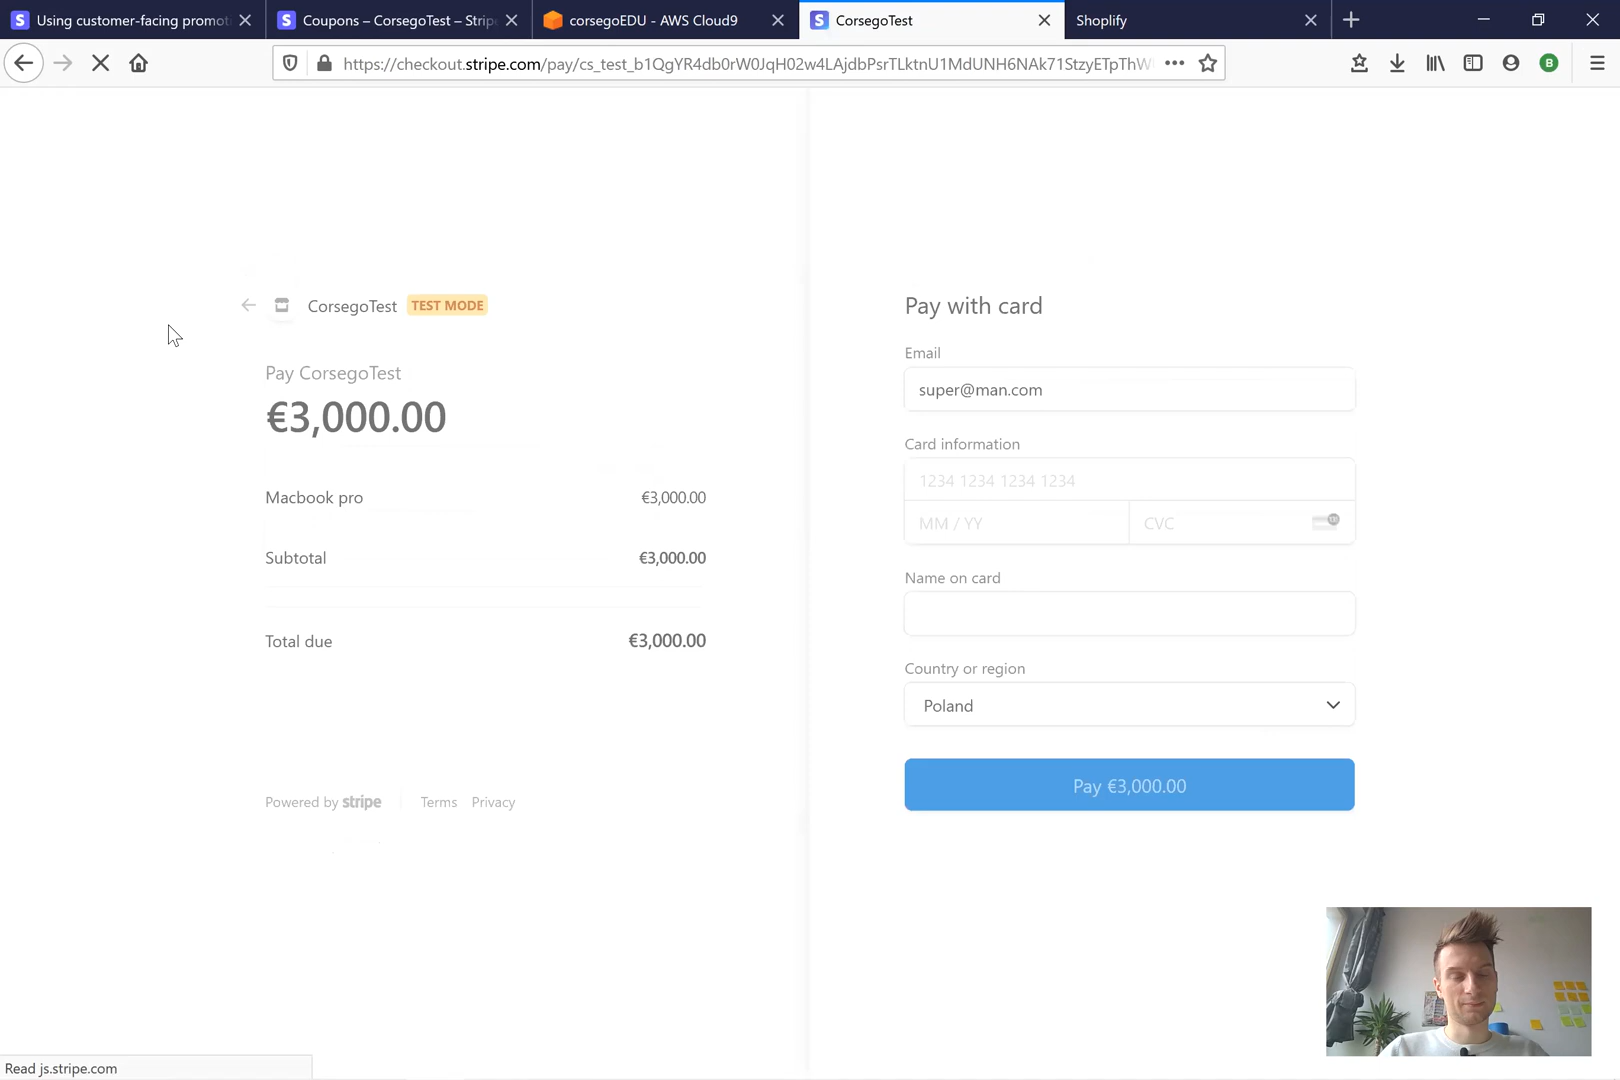 Using customer-facing promoti
Coupons – CorsegoTest – Stripe
corsegoEDU - AWS Cloud9
CorsegoTest
Shoplify
https://checkout.stripe.com/pay/cs_test_b1QgYR4db0rW0JqH02w4LAjdbPsrTLktnU1MdUNH6NAk71StzyETpThW
B
CorsegoTest TEST MODE
Pay CorsegoTest
€3,000.00
Macbook pro €3,000.00
Subtotal €3,000.00
Total due €3,000.00
Powered by stripe
Terms Privacy
Pay with card
Email
super@man.com
Card information
1234 1234 1234 1234
MM / YY
CVC
Name on card
Country or region
Poland
Pay €3,000.00
Read js.stripe.com